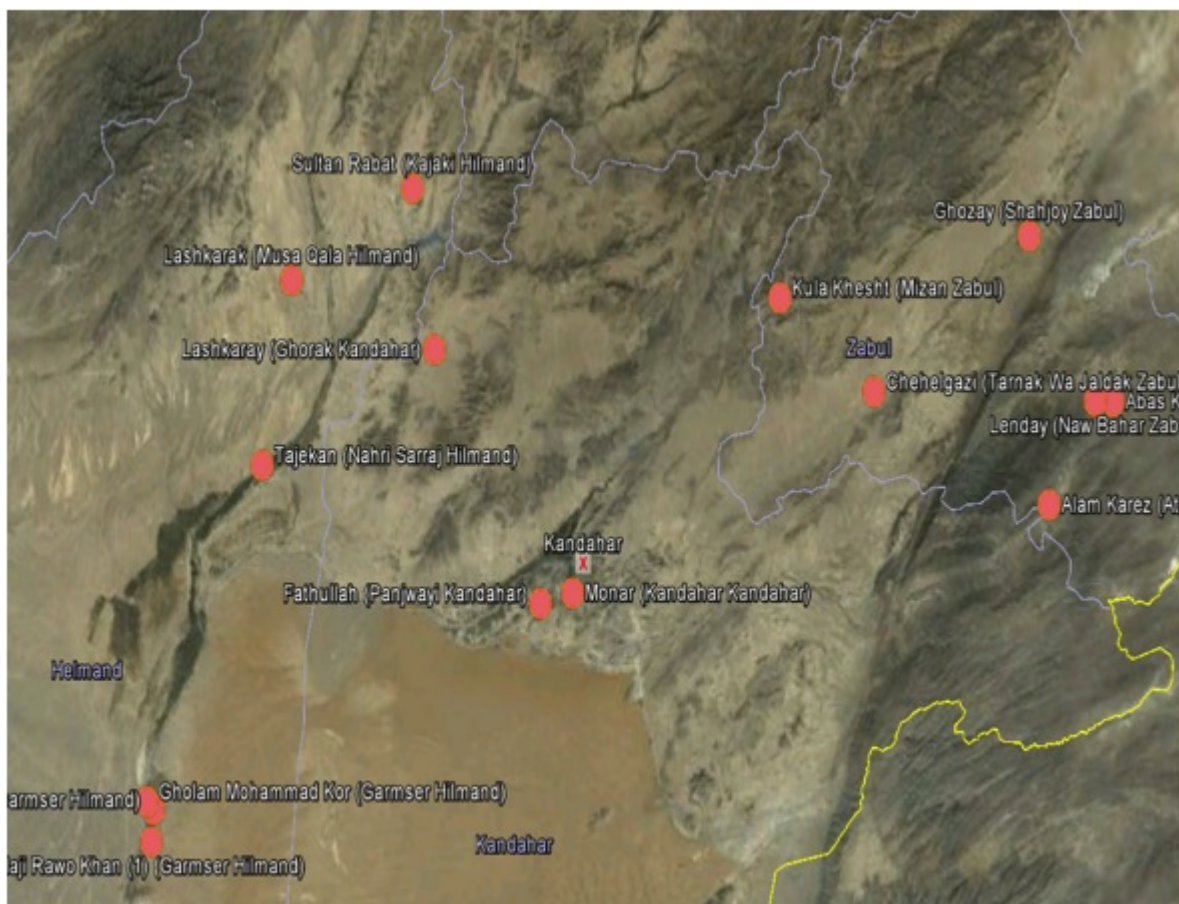 Sultan Rabat (Kajaki Hilmand)
Ghozay (Shahjoy Zabul)
Lashkarak (Musa Qala Hilmand)
Kula Khesht (Mizan Zabul)
Lashkaray (Ghorak Kandahar)
Zabul
Chehelgazi (Tarnak Wa Jaldak Zabul
Abas K
Lenday (Naw Bahar Zab
Tajekan (Nahri Sarraj Hilmand)
Alam Karez (At
Kandahar
X
Fathullah (Panjwayi Kandahar)
Monar (Kandahar Kandahar)
Helmand
armser Hilmand)
Gholam Mohammad Kor (Garmser Hilmand)
Kandahar
aji Rawo Khan (1) (Garmser Hilmand)